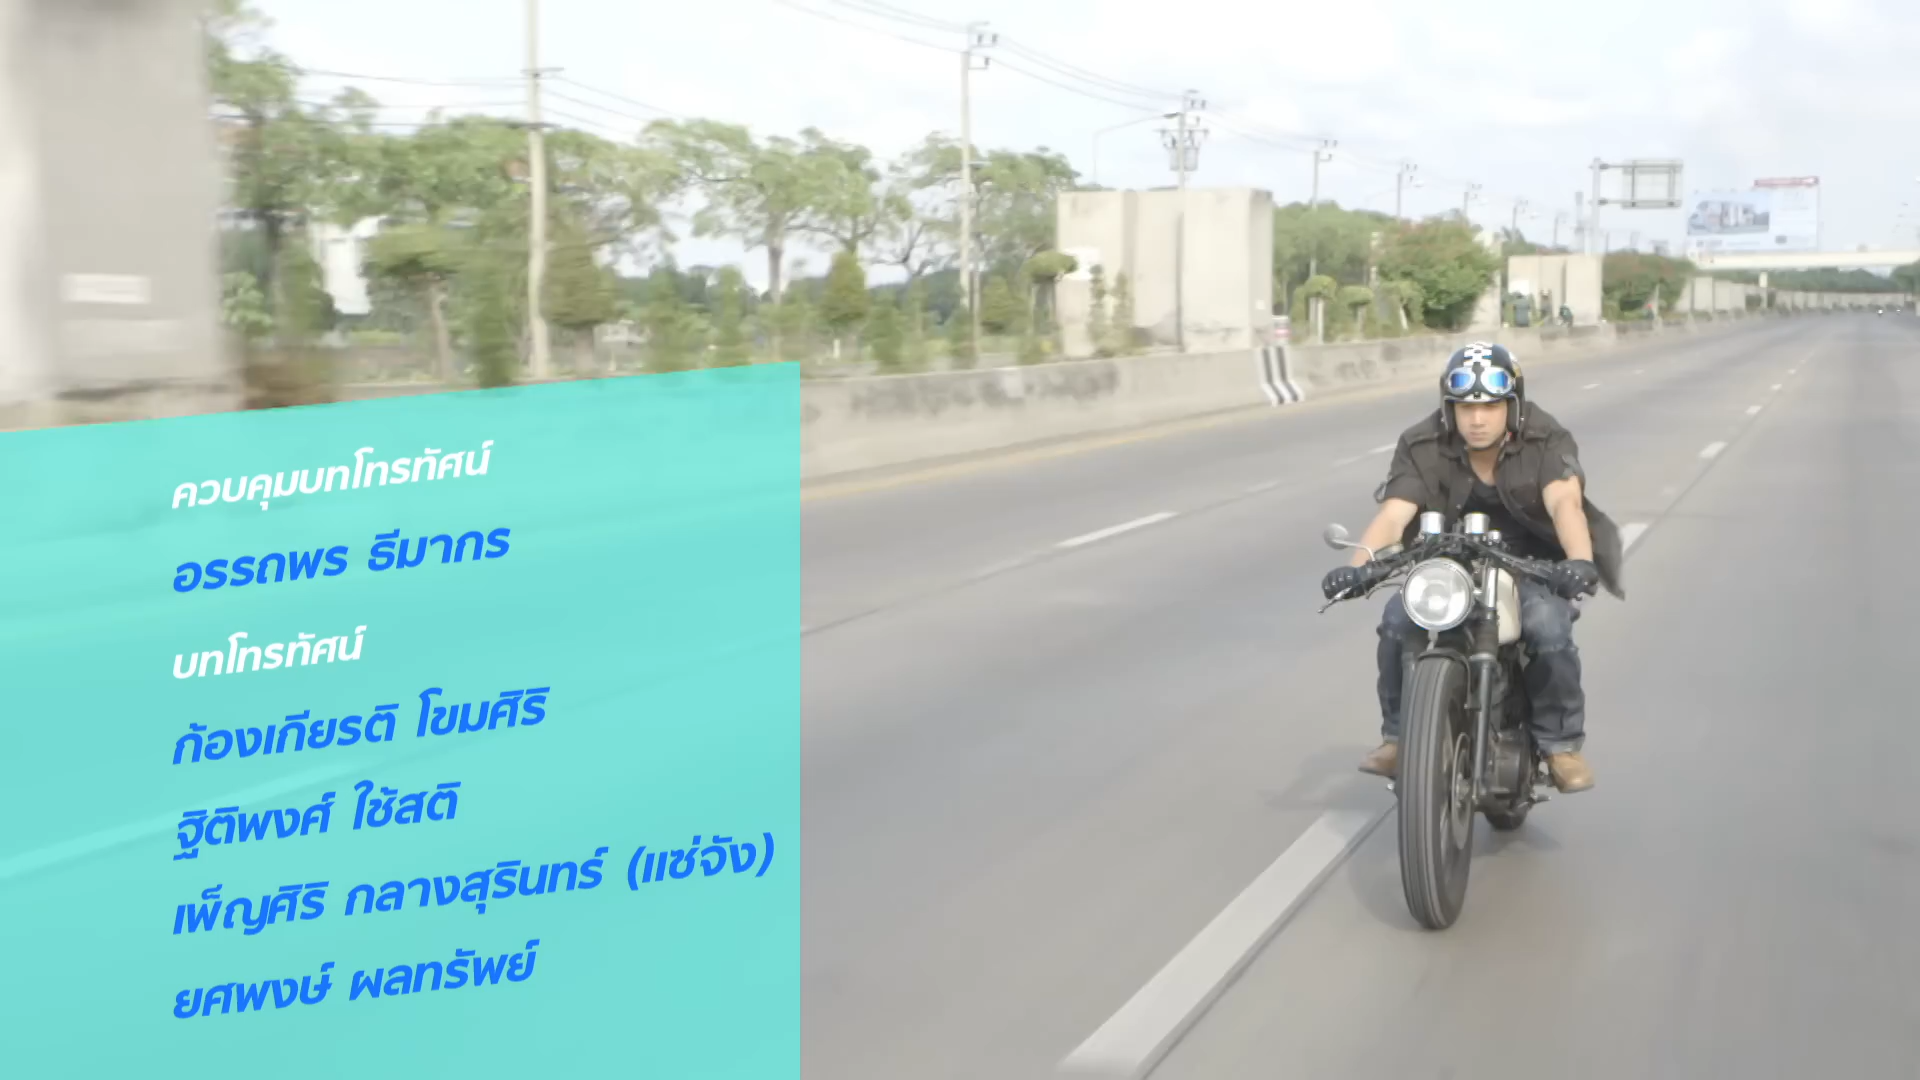 ควบคุมบทโทรทัศน์
อรรถพร ธีมากร
บทโทรทัศน์
ก้องเกียรติ โขมศิริ
ฐิติพงศ์ ใช้สติ
เพ็ญศิริ กลางสุรินทร์ (แซ่จัง)
ยศพงษ์ ผลทรัพย์